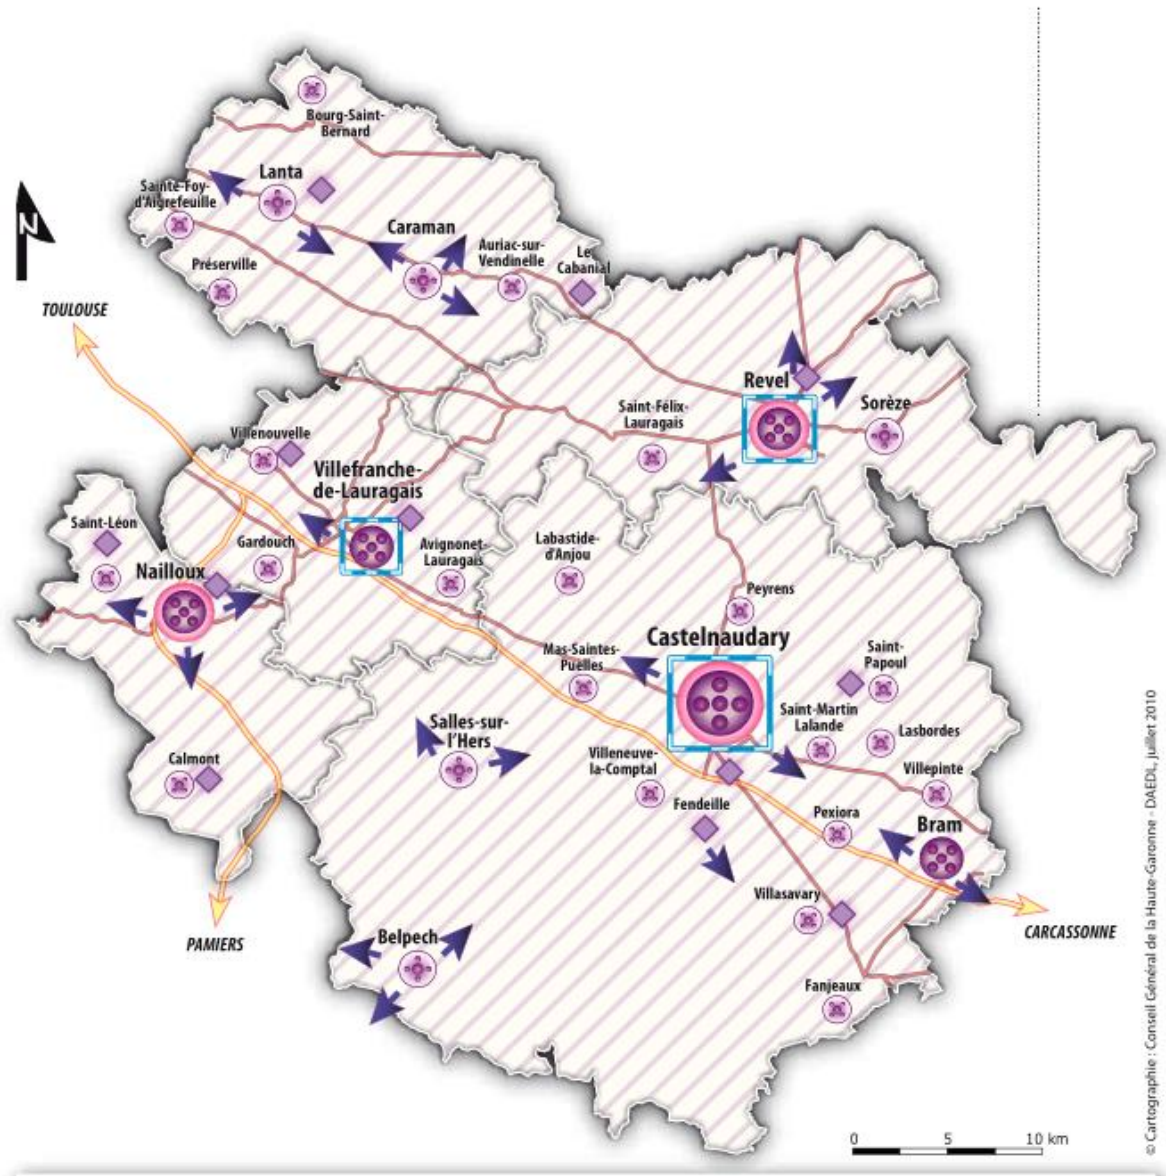 Bourg-Saint-
Bernard
Lanta
Sainte-Foy-
d'Aigrefeuille
Caraman
Auriac-sur-
Vendinelle
Le
Cabanial
Préserville
N
TOULOUSE
Revel
Sorèze
Saint-Félix-
Lauragais
Villenouvelle
Villefranche-
de-Lauragais
Saint-Léon
Gardouch
Avignonet-
Lauragais
Labastide-
d'Anjou
Nailloux
Peyrens
Castelnaudary
Mas-Saintes-
Puelles
Saint-
Papoul
Saint-Martin
Lalande
Lasbordes
Salles-sur-
l'Hers
Villeneuve-
la-Comptal
Calmont
Villepinte
Fendeille
Pexiora
Bram
Villasavary
PAMIERS
Belpech
CARCASSONNE
Fanjeaux
0 5 10 km
© Cartographie : Conseil Général de la Haute-Garonne - DAEDL, juillet 2010